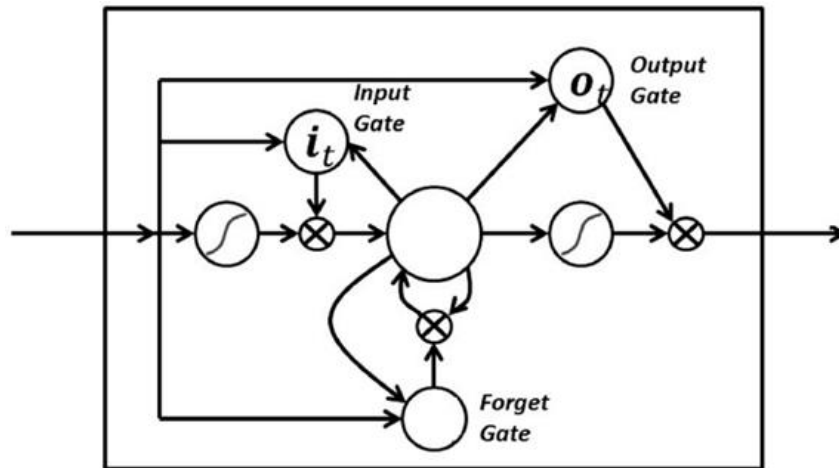 Output
Gate
o_t
Input
Gate
i_t
Forget
Gate